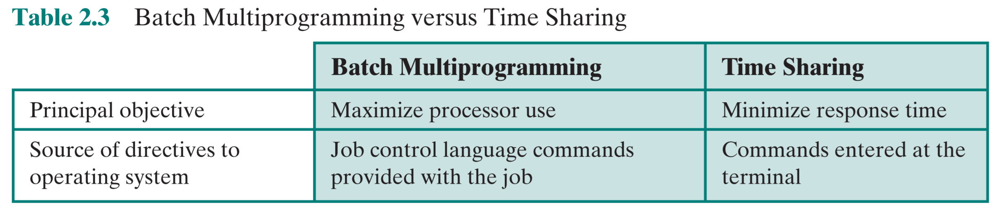 Table 2.3 Batch Multiprogramming versus Time Sharing
Batch Multiprogramming Time Sharing
Principal objective Maximize processor use Minimize response time
Source of directives to Job control language commands Commands entered at the
operating system provided with the job terminal